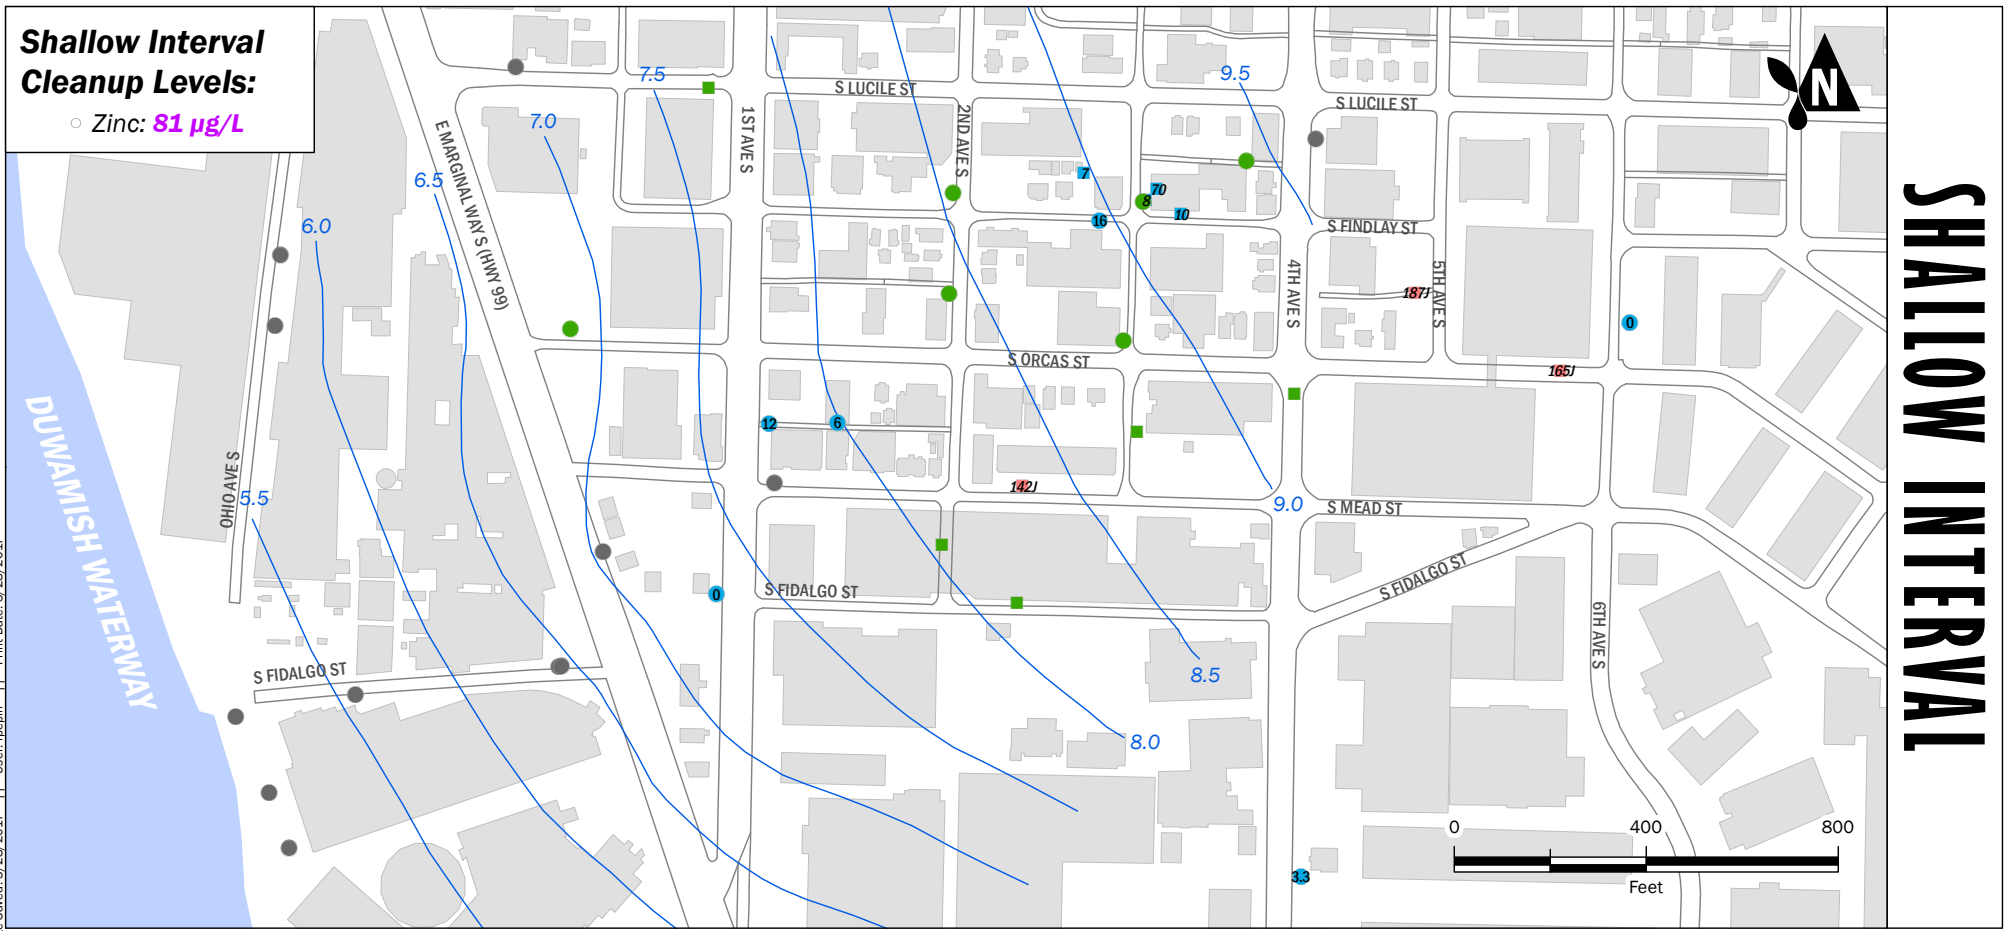 Shallow Interval
Cleanup Levels:
Zinc: 81 µg/L
N
SHALLOW INTERVAL
7.5
9.5
S LUCILE ST
S LUCILE ST
7.0
E MARGINAL WAY S (HWY 99)
1ST AVE S
2ND AVE S
6.5
7
70
8
10
16
6.0
S FINDLAY ST
4TH AVE S
5TH AVE S
187J
0
S ORCAS ST
165J
12
6
DUWAMISH WATERWAY
OHIO AVE S
5.5
142J
9.0
S MEAD ST
0
S FIDALGO ST
S FIDALGO ST
6TH AVE S
S FIDALGO ST
8.5
8.0
0
400
800
Feet
3.3